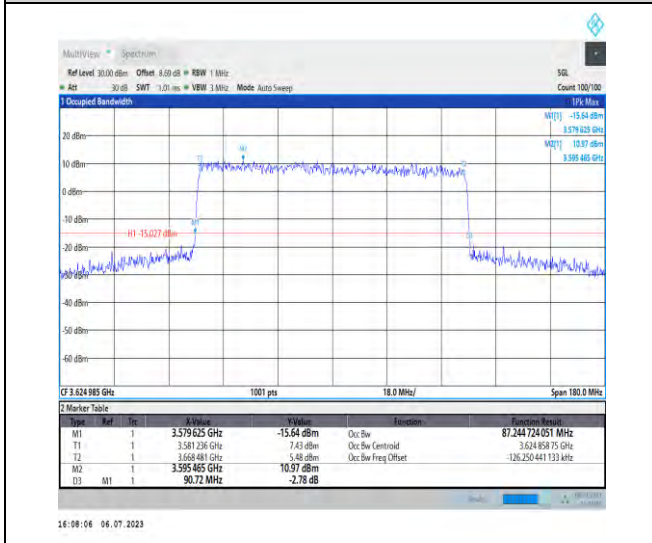 MultiView Spectrum
Ref Level 30.00 dBm Offset 8.69 dB RBW 1 MHz SGL
Att 30 dB SWT 1.01 ms VBW 3 MHz Mode Auto Sweep Count 100/100
1 Occupied Bandwidth 1Pk Max
M1[1] -15.64 dBm
3.579 625 GHz
M2[1] 10.97 dBm
3.595 465 GHz
20 dBm
M2
T1
T2
10 dBm
0 dBm
-10 dBm
M1
H1 -15.027 dBm
D3
-20 dBm
-30 dBm
-40 dBm
-50 dBm
-60 dBm
CF 3.624 985 GHz 1001 pts 18.0 MHz/ Span 180.0 MHz
2 Marker Table
Type Ref Trc X-Value Y-Value Function Function Result
M1 1 3.579 625 GHz -15.64 dBm Occ Bw 87.244 724 051 MHz
T1 1 3.581 236 GHz 7.43 dBm Occ Bw Centroid 3.624 858 75 GHz
T2 1 3.668 481 GHz 5.48 dBm Occ Bw Freq Offset -126.250 441 133 kHz
M2 1 3.595 465 GHz 10.97 dBm
D3 M1 1 90.72 MHz -2.78 dB
16:08:06 06.07.2023